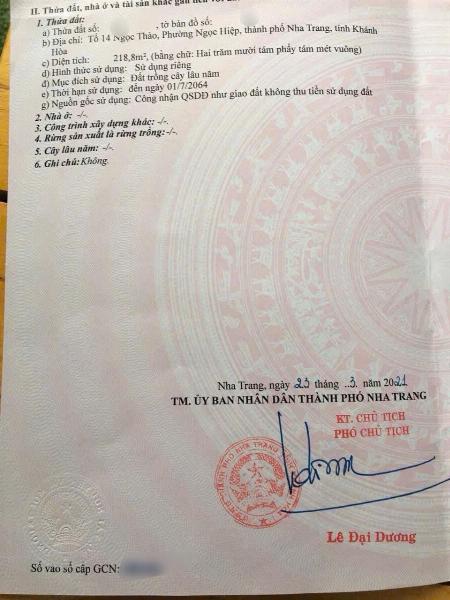 II. Thửa đất, nhà ở và tài sản khác gắn liền với
1. Thửa đất:
a) Thửa đất số: , tờ bản đồ số:
b) Địa chỉ: Tổ 14 Ngọc Thảo, Phường Ngọc Hiệp, thành phố Nha Trang, tỉnh Khánh
Hòa
c) Diện tích: 218,8m², (bằng chữ: Hai trăm mười tám phẩy tám mét vuông)
d) Hình thức sử dụng: Sử dụng riêng
đ) Mục đích sử dụng: Đất trồng cây lâu năm
e) Thời hạn sử dụng: đến ngày 01/7/2064
g) Nguồn gốc sử dụng: Công nhận QSDĐ như giao đất không thu tiền sử dụng đất
2. Nhà ở: -/-.
3. Công trình xây dựng khác: -/-.
4. Rừng sản xuất là rừng trồng:-/-.
5. Cây lâu năm: -/-.
6. Ghi chú:Không.
Nha Trang, ngày 23 tháng ..3. năm 2021
TM. ỦY BAN NHÂN DÂN THÀNH PHỐ NHA TRANG
KT. CHỦ TỊCH
PHÓ CHỦ TỊCH
Lê Đại Dương
Số vào sổ cấp GCN: